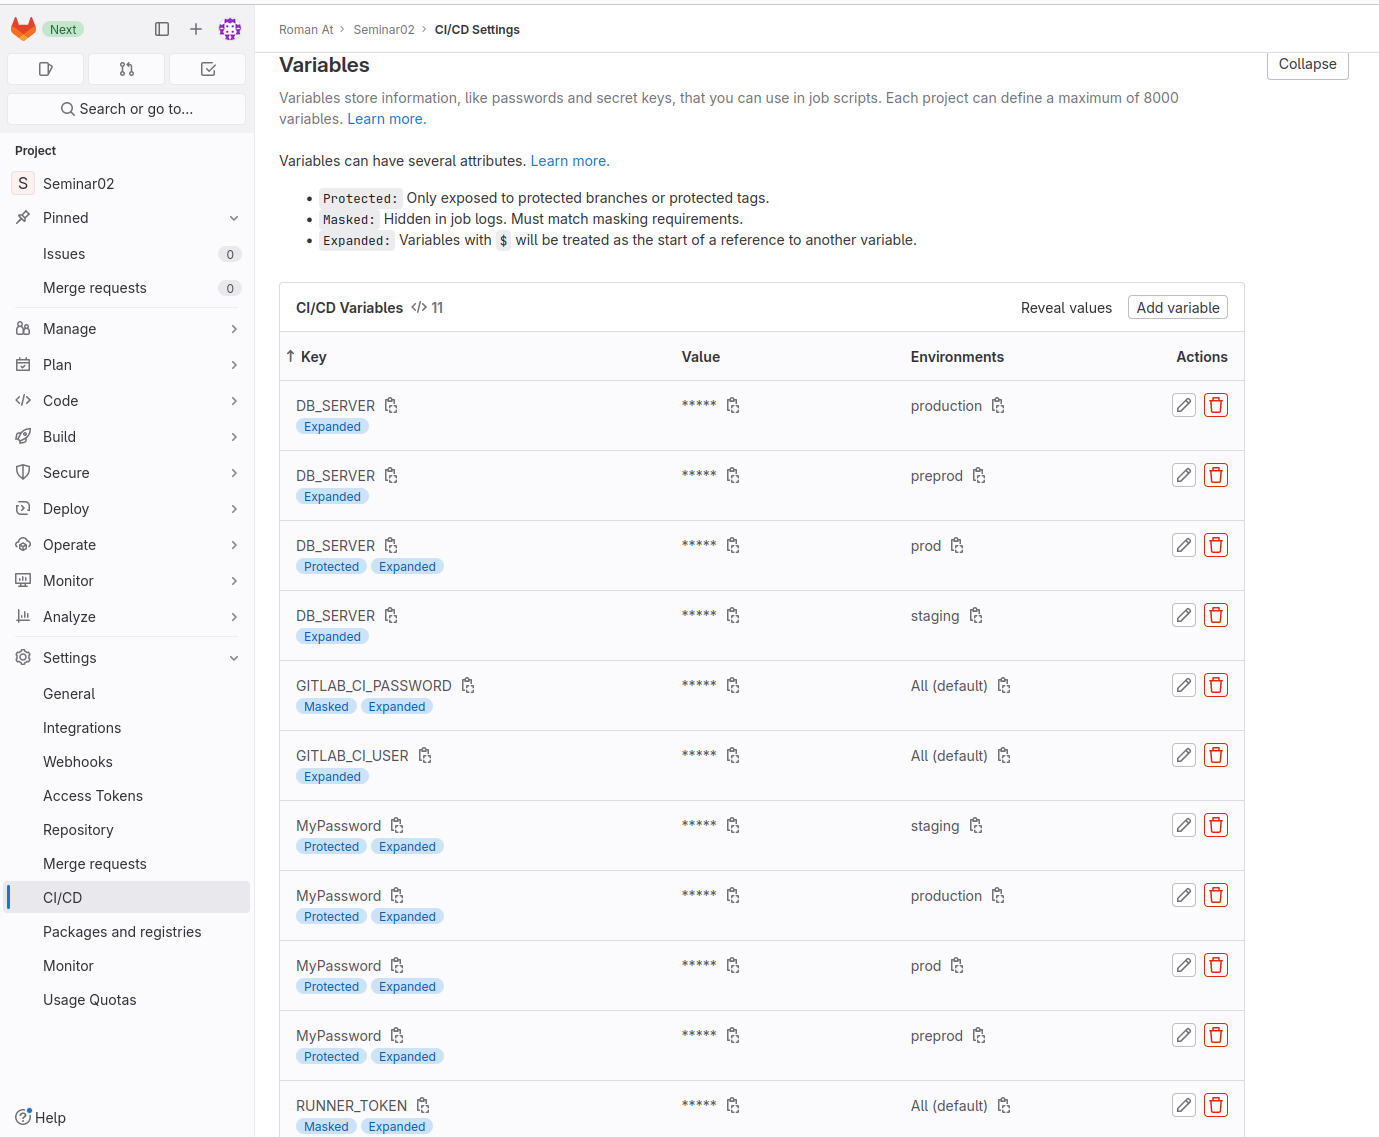 Next
Search or go to...
Project
S Seminar02
Pinned
Issues 0
Merge requests 0
Manage
Plan
Code
Build
Secure
Deploy
Operate
Monitor
Analyze
Settings
General
Integrations
Webhooks
Access Tokens
Repository
Merge requests
CI/CD
Packages and registries
Monitor
Usage Quotas
Help
Roman At › Seminar02 › CI/CD Settings
Variables
Collapse
Variables store information, like passwords and secret keys, that you can use in job scripts. Each project can define a maximum of 8000
variables. Learn more.
Variables can have several attributes. Learn more.
• Protected: Only exposed to protected branches or protected tags.
• Masked: Hidden in job logs. Must match masking requirements.
• Expanded: Variables with $ will be treated as the start of a reference to another variable.
CI/CD Variables </> 11 Reveal values Add variable
↑ Key Value Environments Actions
DB_SERVER ***** production
Expanded
DB_SERVER ***** preprod
Expanded
DB_SERVER ***** prod
Protected Expanded
DB_SERVER ***** staging
Expanded
GITLAB_CI_PASSWORD ***** All (default)
Masked Expanded
GITLAB_CI_USER ***** All (default)
Expanded
MyPassword ***** staging
Protected Expanded
MyPassword ***** production
Protected Expanded
MyPassword ***** prod
Protected Expanded
MyPassword ***** preprod
Protected Expanded
RUNNER_TOKEN ***** All (default)
Masked Expanded